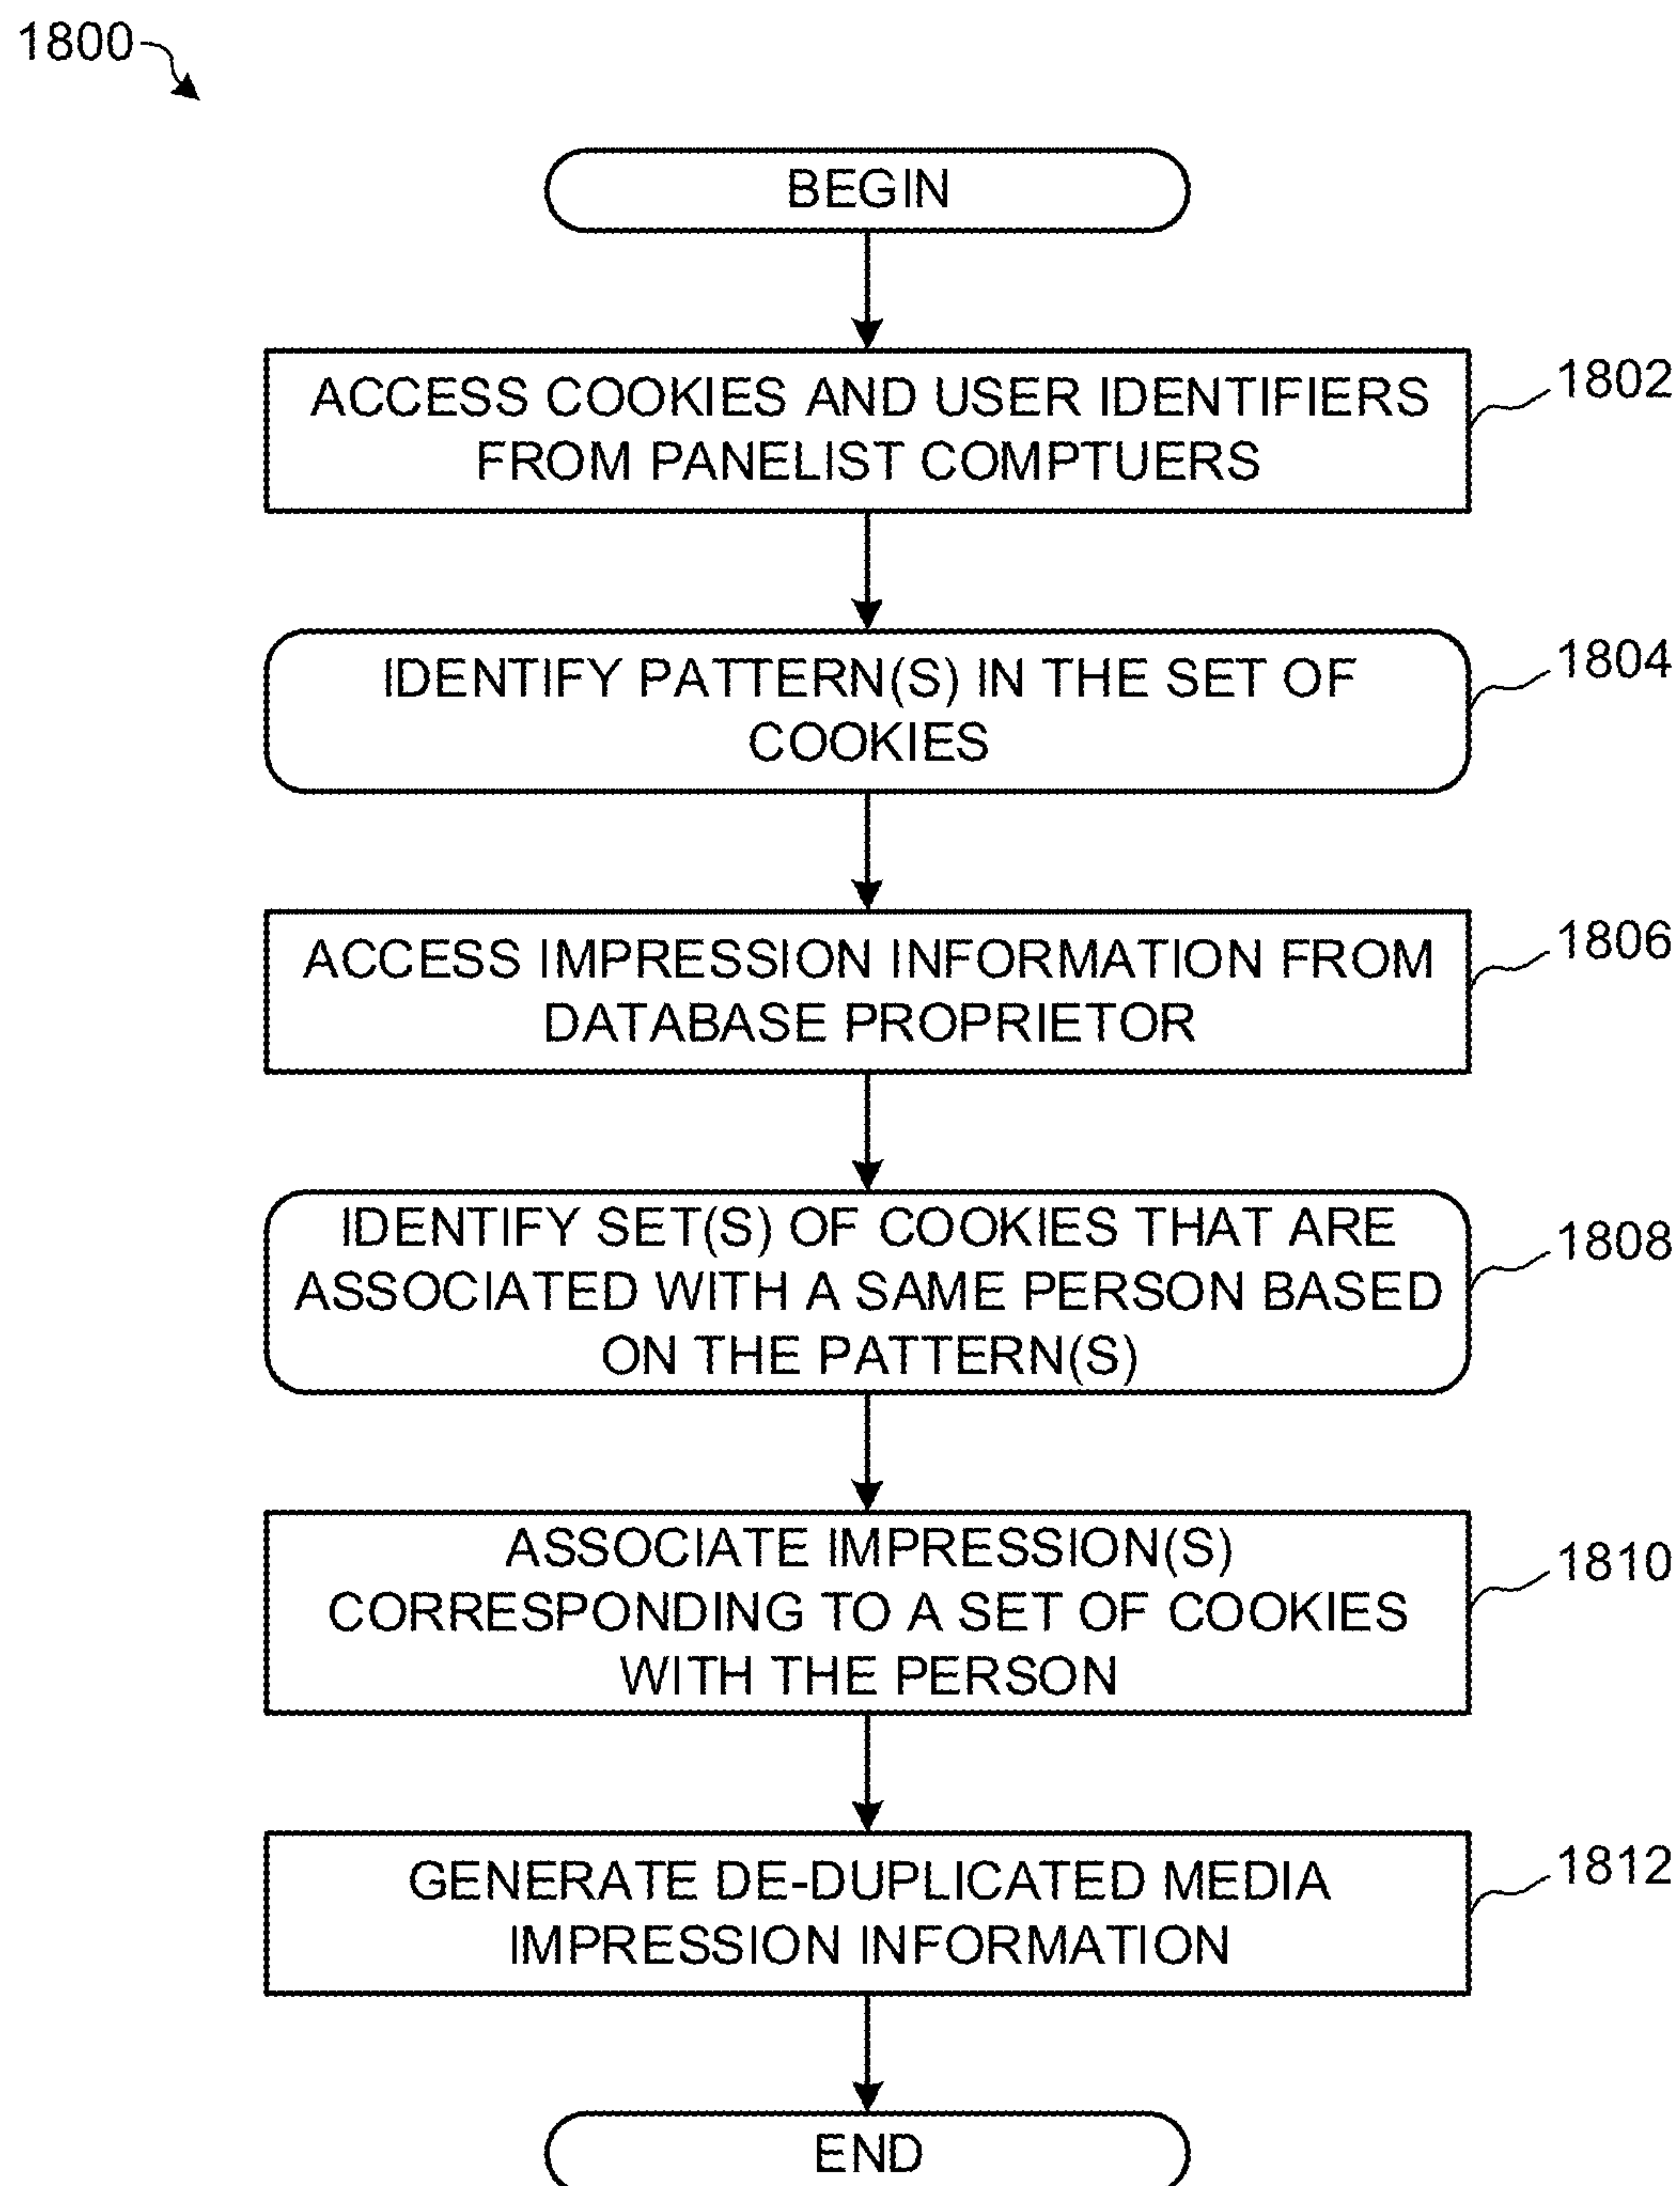 1800
BEGIN
ACCESS COOKIES AND USER IDENTIFIERS
FROM PANELIST COMPTUERS
1802
IDENTIFY PATTERN(S) IN THE SET OF
COOKIES
1804
ACCESS IMPRESSION INFORMATION FROM
DATABASE PROPRIETOR
1806
IDENTIFY SET(S) OF COOKIES THAT ARE
ASSOCIATED WITH A SAME PERSON BASED
ON THE PATTERN(S)
1808
ASSOCIATE IMPRESSION(S)
CORRESPONDING TO A SET OF COOKIES
WITH THE PERSON
1810
GENERATE DE-DUPLICATED MEDIA
IMPRESSION INFORMATION
1812
END